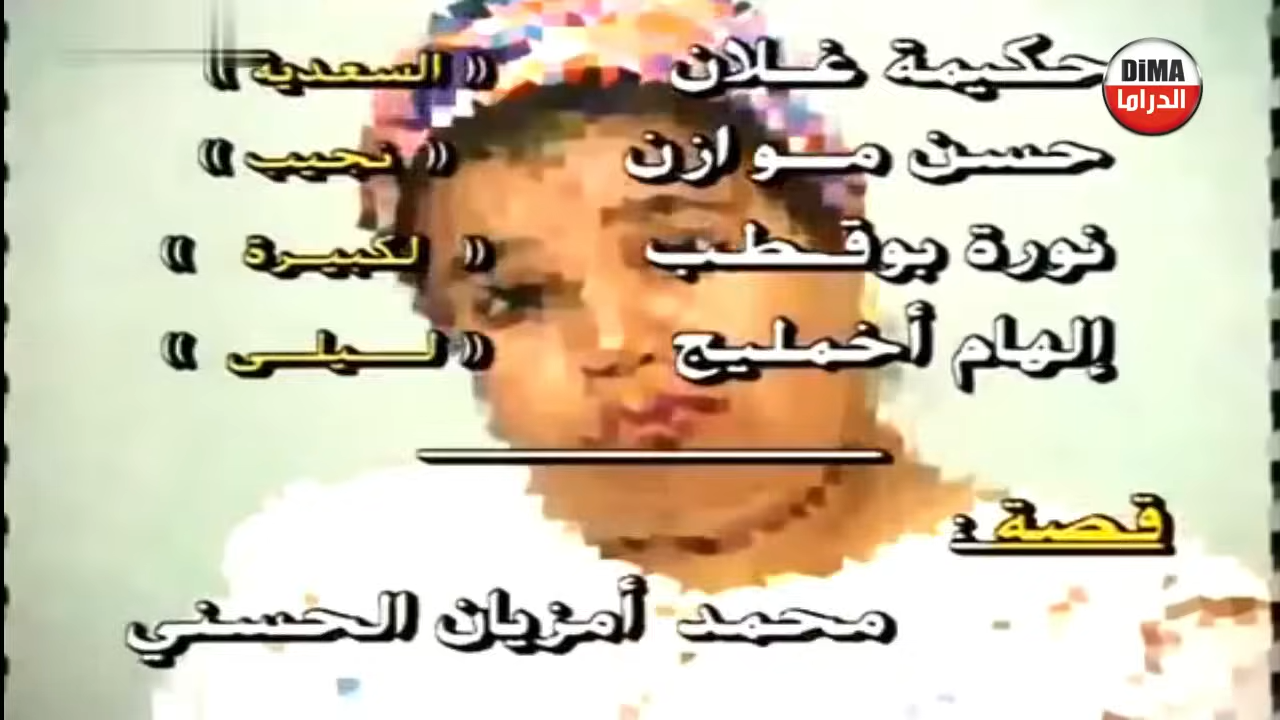 حكيمة غلان (( السعدية ))
DiMA
الدراما
حسن موازن (( نجيب ))
نورة بوقطب (( لكبيرة ))
إلهام أخمليج (( ليلى ))
قصة :
محمد أمزيان الحسني